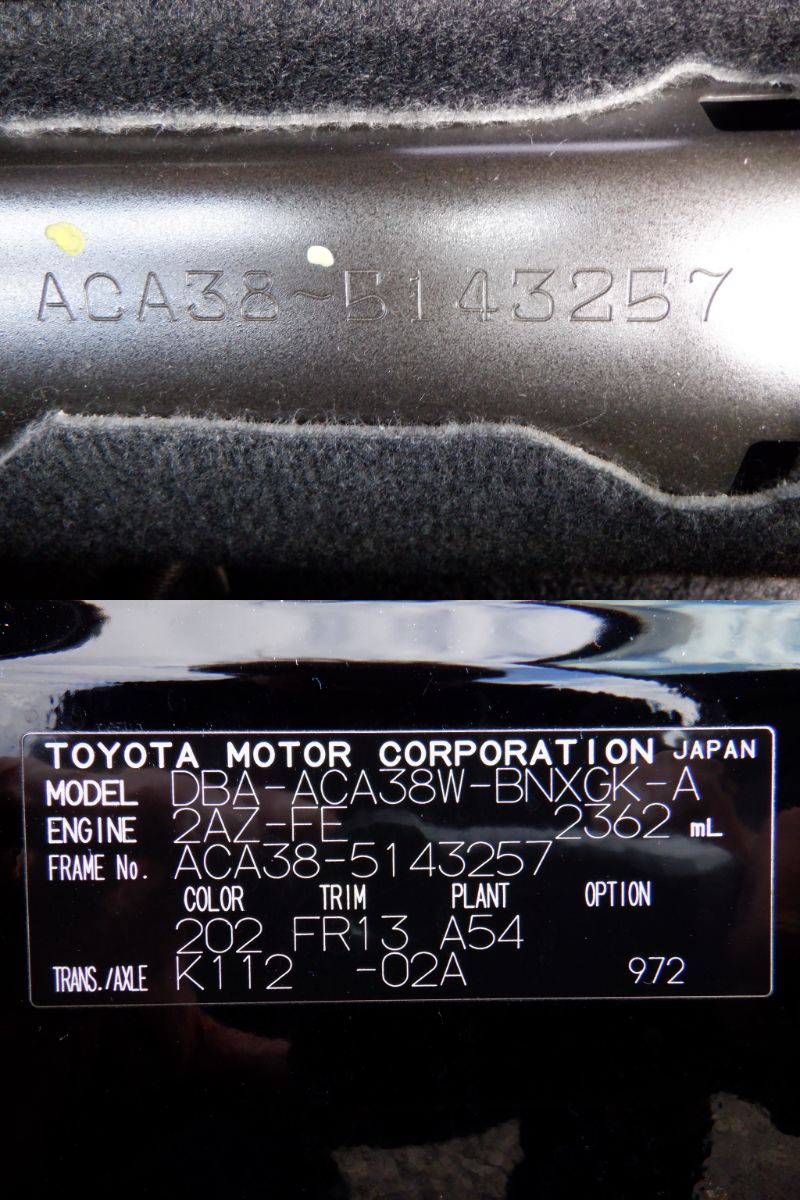 ACA38-5143257
TOYOTA MOTOR CORPORATION JAPAN
MODEL DBA-ACA38W-BNXGK-A
ENGINE 2AZ-FE 2362 mL
FRAME No. ACA38-5143257
COLOR TRIM PLANT OPTION
202 FR13 A54
TRANS./AXLE K112 -02A 972